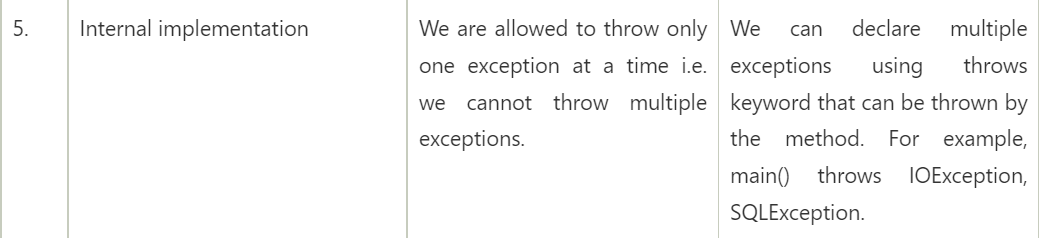 5.
Internal implementation
We are allowed to throw only
one exception at a time i.e.
we cannot throw multiple
exceptions.
We can declare multiple
exceptions using throws
keyword that can be thrown by
the method. For example,
main() throws IOException,
SQLException.